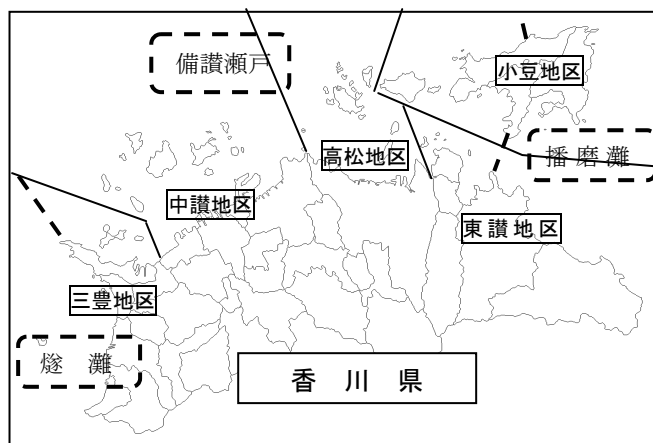 備讃瀬戸
小豆地区
高松地区
播磨灘
中讃地区
東讃地区
三豊地区
燧　灘
香　川　県